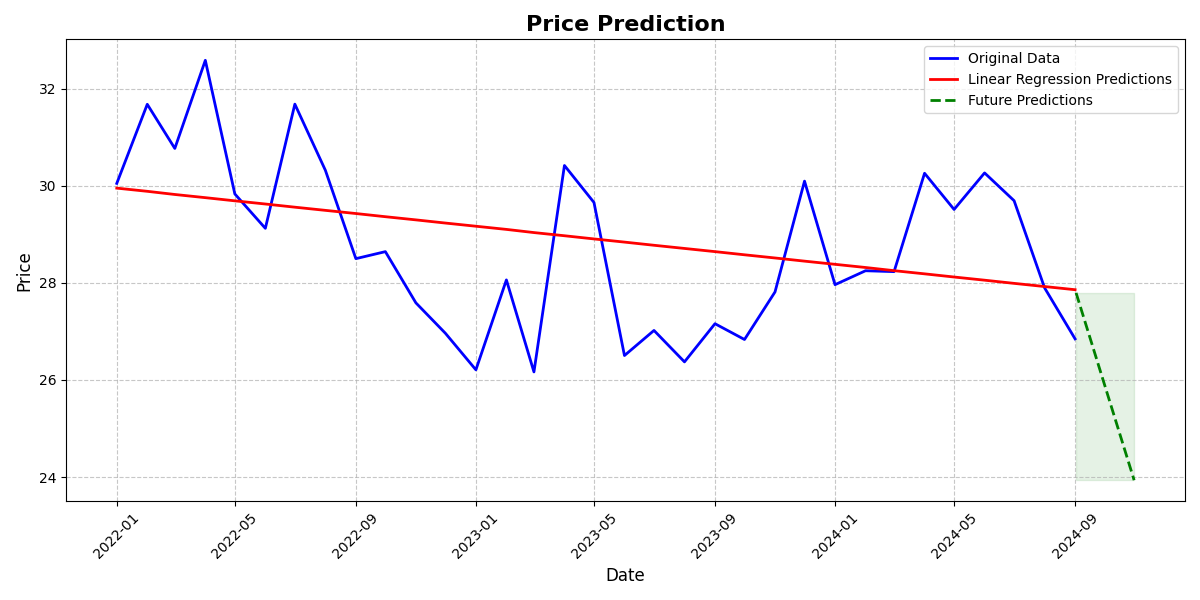 Price Prediction
Original Data
Linear Regression Predictions
Future Predictions
Price
32
30
28
26
24
2022-01
2022-05
2022-09
2023-01
2023-05
2023-09
2024-01
2024-05
2024-09
Date